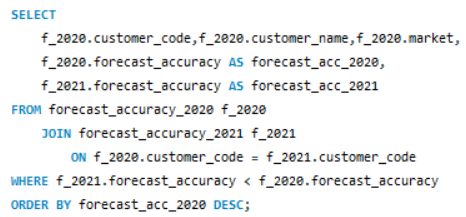 SELECT
f_2020.customer_code,f_2020.customer_name,f_2020.market,
f_2020.forecast_accuracy AS forecast_acc_2020,
f_2021.forecast_accuracy AS forecast_acc_2021
FROM forecast_accuracy_2020 f_2020
JOIN forecast_accuracy_2021 f_2021
ON f_2020.customer_code = f_2021.customer_code
WHERE f_2021.forecast_accuracy < f_2020.forecast_accuracy
ORDER BY forecast_acc_2020 DESC;